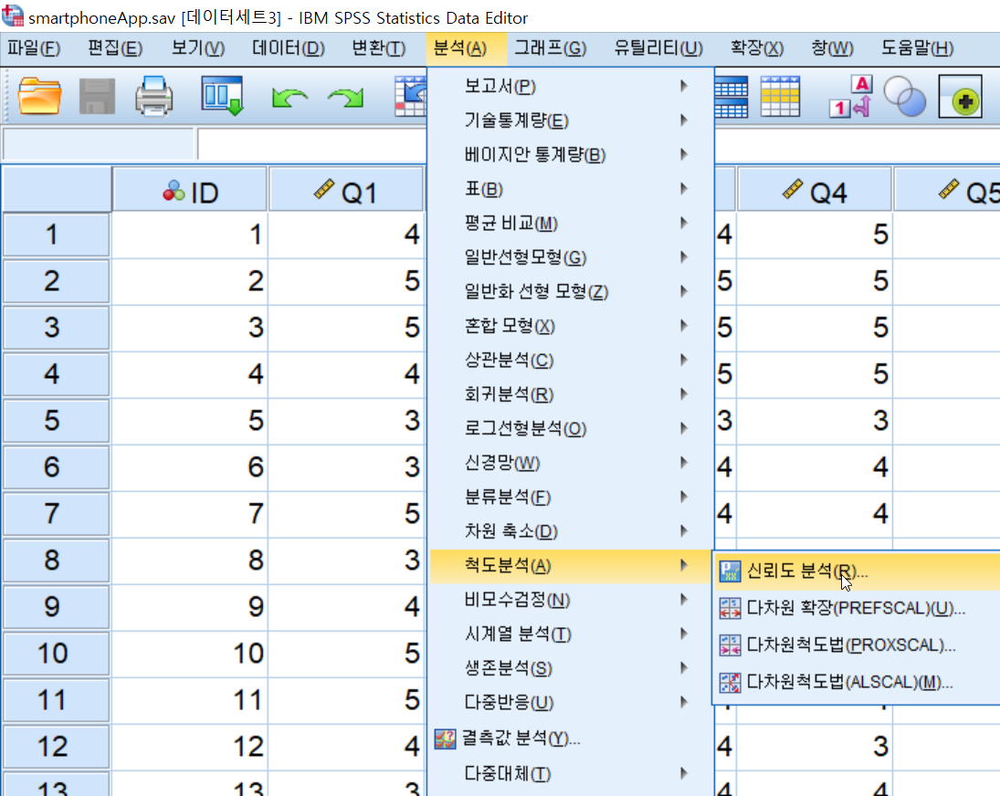 smartphoneApp.sav [데이터세트3] - IBM SPSS Statistics Data Editor
파일(F) 편집(E) 보기(V) 데이터(D) 변환(T) 분석(A) 그래프(G) 유틸리티(U) 확장(X) 창(W) 도움말(H)
보고서(P)
기술통계량(E)
베이지안 통계량(B)
표(B)
평균 비교(M)
일반선형모형(G)
일반화 선형 모형(Z)
혼합 모형(X)
상관분석(C)
회귀분석(R)
로그선형분석(O)
신경망(W)
분류분석(F)
차원 축소(D)
척도분석(A)
비모수검정(N)
시계열 분석(T)
생존분석(S)
다중반응(U)
결측값 분석(Y)...
다중대체(T)
신뢰도 분석(R)...
다차원 확장(PREFSCAL)(U)...
다차원척도법(PROXSCAL)...
다차원척도법(ALSCAL)(M)...
A
1
ID Q1 Q4 Q5
1 1 4 4 5
2 2 5 5 5
3 3 5 5 5
4 4 4 5 5
5 5 3 3 3
6 6 3 4 4
7 7 5 4 4
8 8 3
9 9 4
10 10 5
11 11 5
12 12 4 4 3
13 13 3 4 4